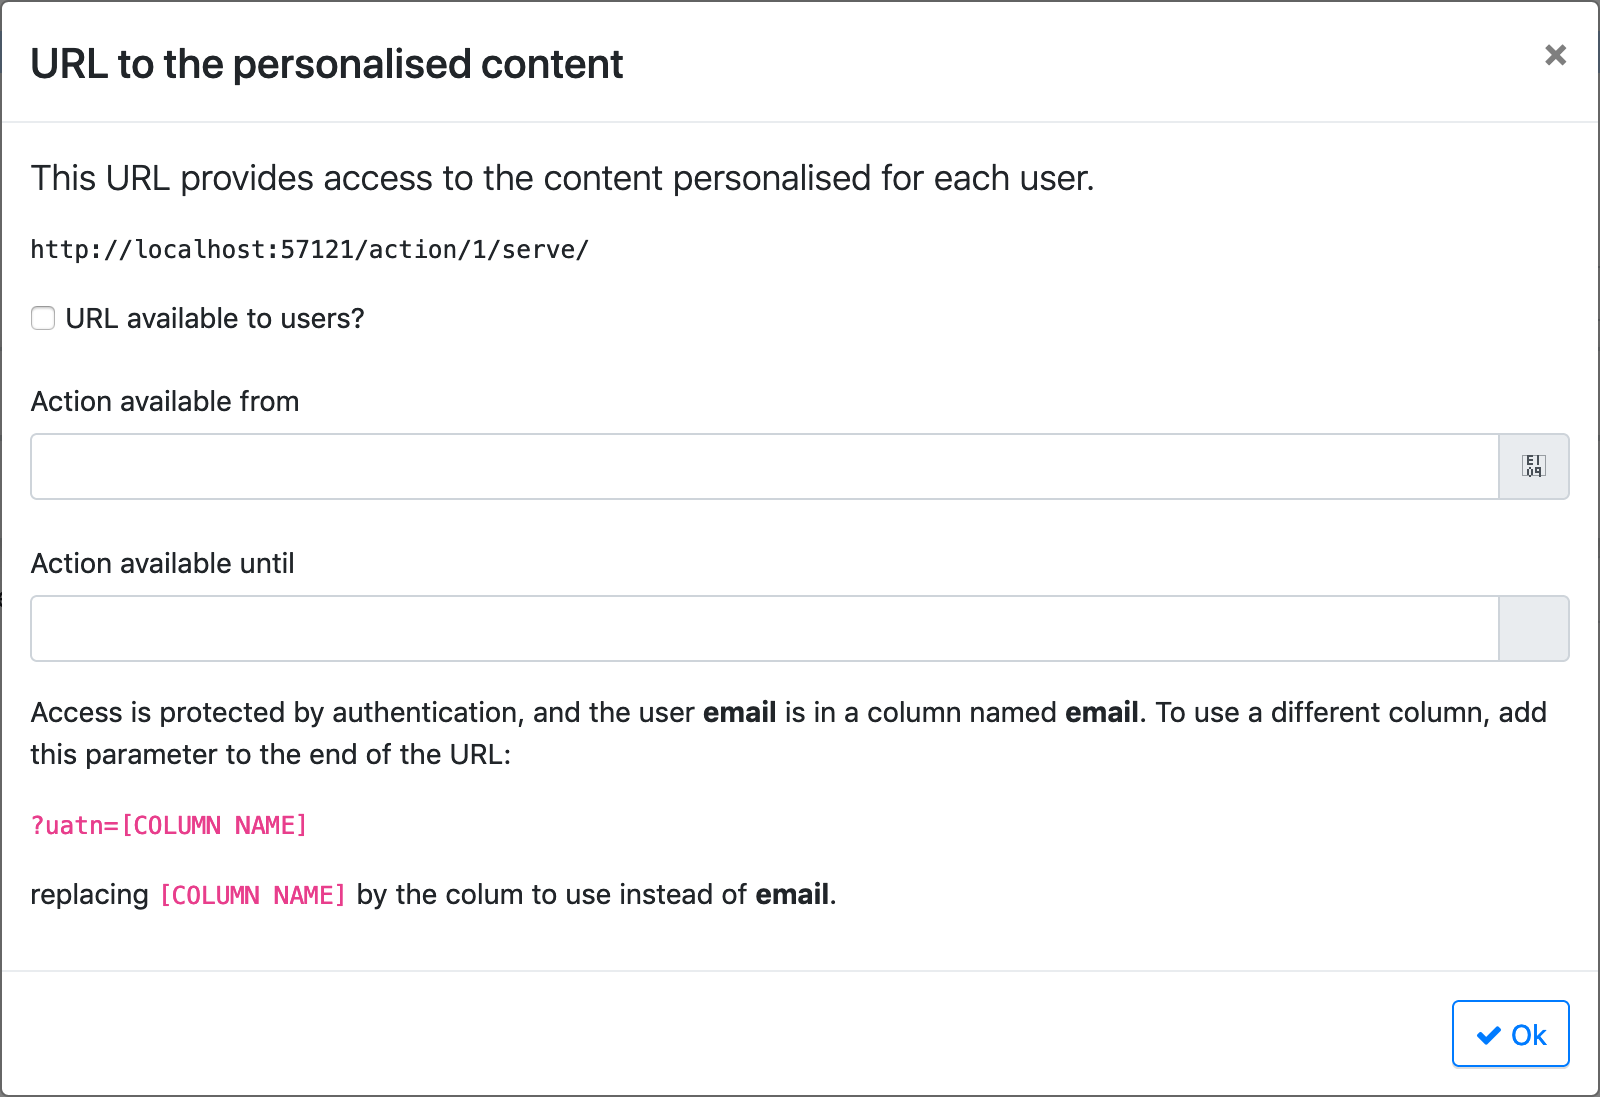 URL to the personalised content
This URL provides access to the content personalised for each user.
http://localhost:57121/action/1/serve/
URL available to users?
Action available from
Action available until
Access is protected by authentication, and the user email is in a column named email. To use a different column, add
this parameter to the end of the URL:
?uatn=[COLUMN NAME]
replacing [COLUMN NAME] by the colum to use instead of email.
Ok